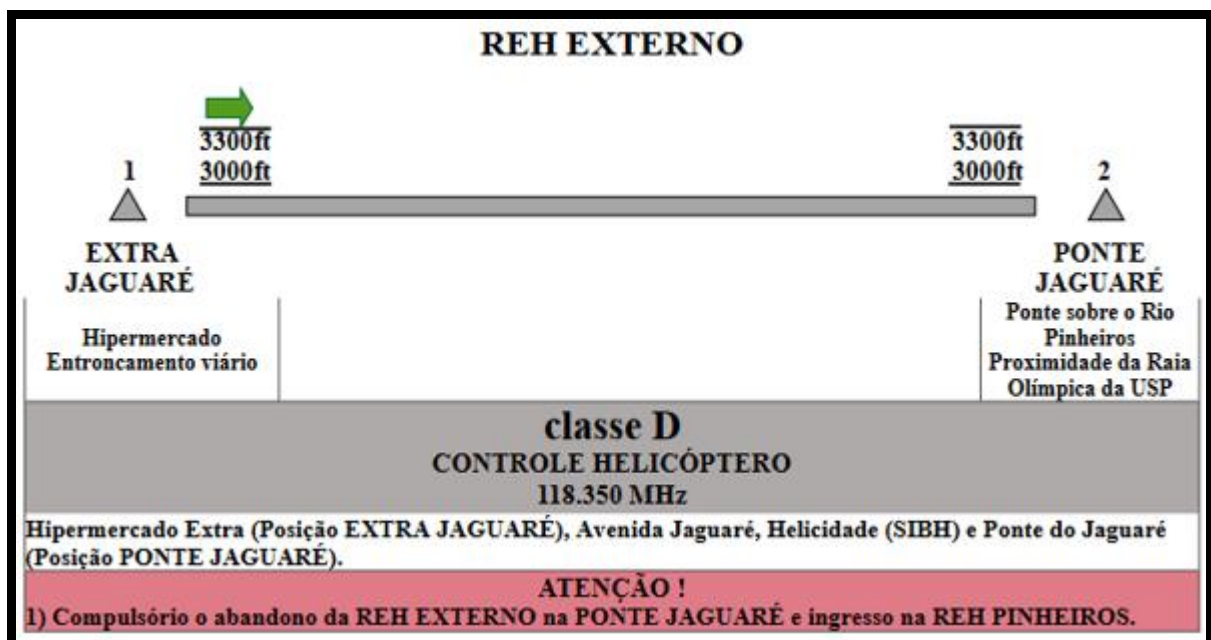 REH EXTERNO
3300ft
3000ft
3300ft
3000ft
1
2
EXTRA
JAGUARÉ
PONTE
JAGUARÉ
Hipermercado
Entroncamento viário
Ponte sobre o Rio
Pinheiros
Proximidade da Raia
Olímpica da USP
classe D
CONTROLE HELICÓPTERO
118.350 MHz
Hipermercado Extra (Posição EXTRA JAGUARÉ), Avenida Jaguaré, Helicidade (SIBH) e Ponte do Jaguaré
(Posição PONTE JAGUARÉ).
ATENÇÃO !
1) Compulsório o abandono da REH EXTERNO na PONTE JAGUARÉ e ingresso na REH PINHEIROS.